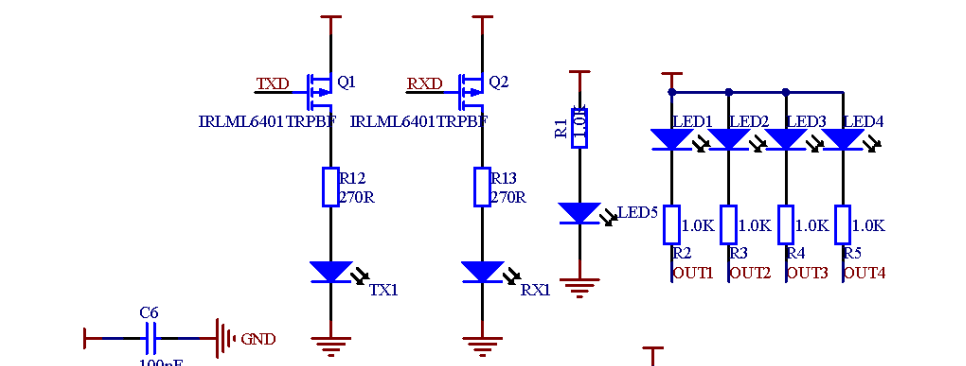 TXD
Q1
IRLML6401TRPBF
R12
270R
TX1
RXD
Q2
IRLML6401TRPBF
R13
270R
RX1
R1
1.0K
LED5
LED1
LED2
LED3
LED4
1.0K
1.0K
1.0K
1.0K
R2
R3
R4
R5
OUT1
OUT2
OUT3
OUT4
C6
GND
100nF